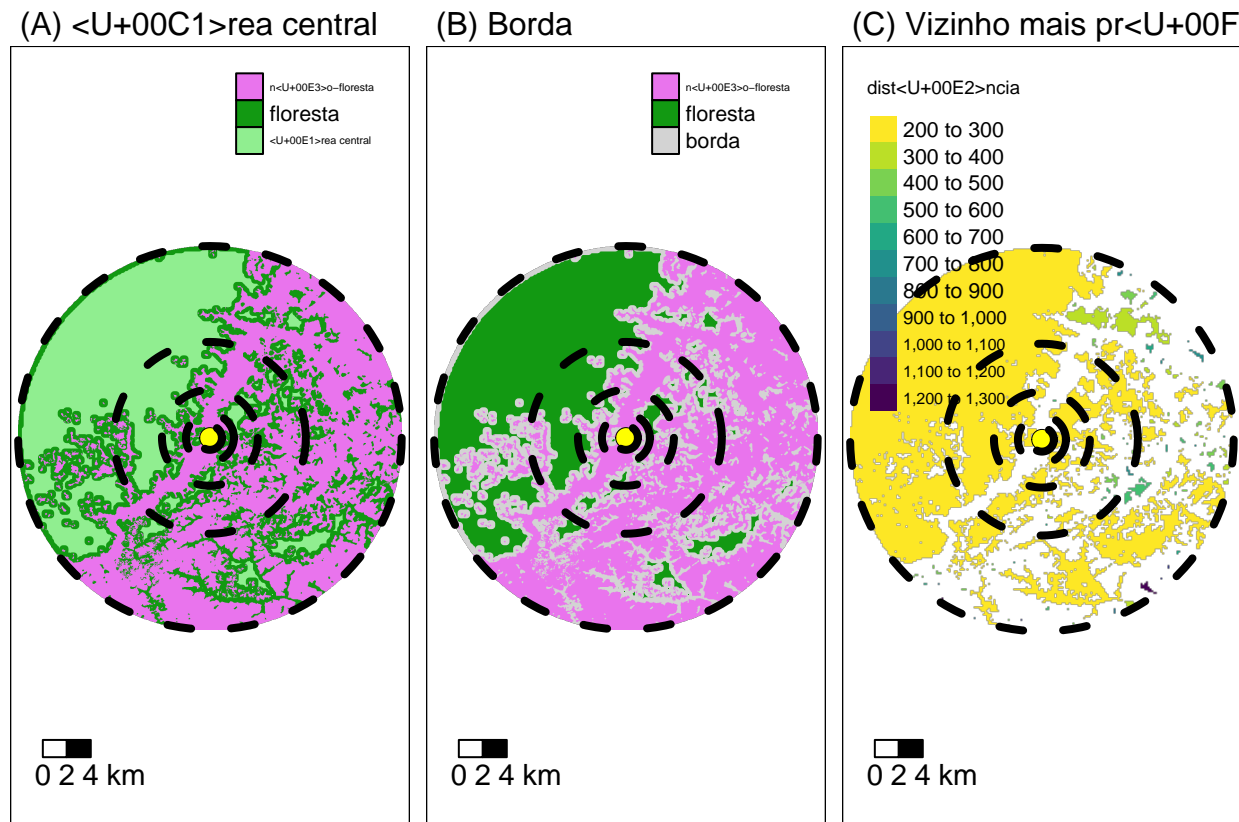 (A) <U+00C1>rea central
n<U+00E3>o−floresta
floresta
<U+00E1>rea central
0 2 4 km
(B) Borda
n<U+00E3>o−floresta
floresta
borda
0 2 4 km
(C) Vizinho mais pr<U+00F
dist<U+00E2>ncia
200 to 300
300 to 400
400 to 500
500 to 600
600 to 700
700 to 800
800 to 900
900 to 1,000
1,000 to 1,100
1,100 to 1,200
1,200 to 1,300
0 2 4 km